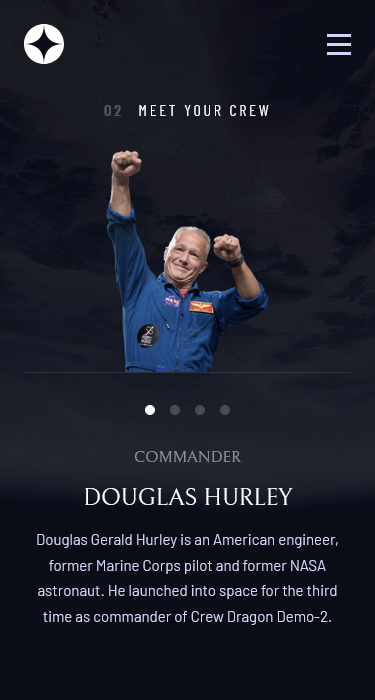 02 MEET YOUR CREW
COMMANDER
DOUGLAS HURLEY
Douglas Gerald Hurley is an American engineer,
former Marine Corps pilot and former NASA
astronaut. He launched into space for the third
time as commander of Crew Dragon Demo-2.